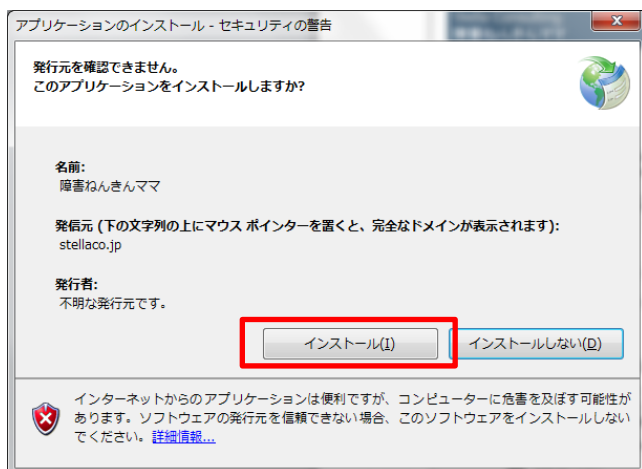 アプリケーションのインストール - セキュリティの警告
発行元を確認できません。
このアプリケーションをインストールしますか?
名前:
障害ねんきんママ
発信元 (下の文字列の上にマウス ポインターを置くと、完全なドメインが表示されます):
stellaco.jp
発行者:
不明な発行元です。
インストール(I) インストールしない(D)
インターネットからのアプリケーションは便利ですが、コンピューターに危害を及ぼす可能性が
あります。ソフトウェアの発行元を信頼できない場合、このソフトウェアをインストールしない
でください。詳細情報...